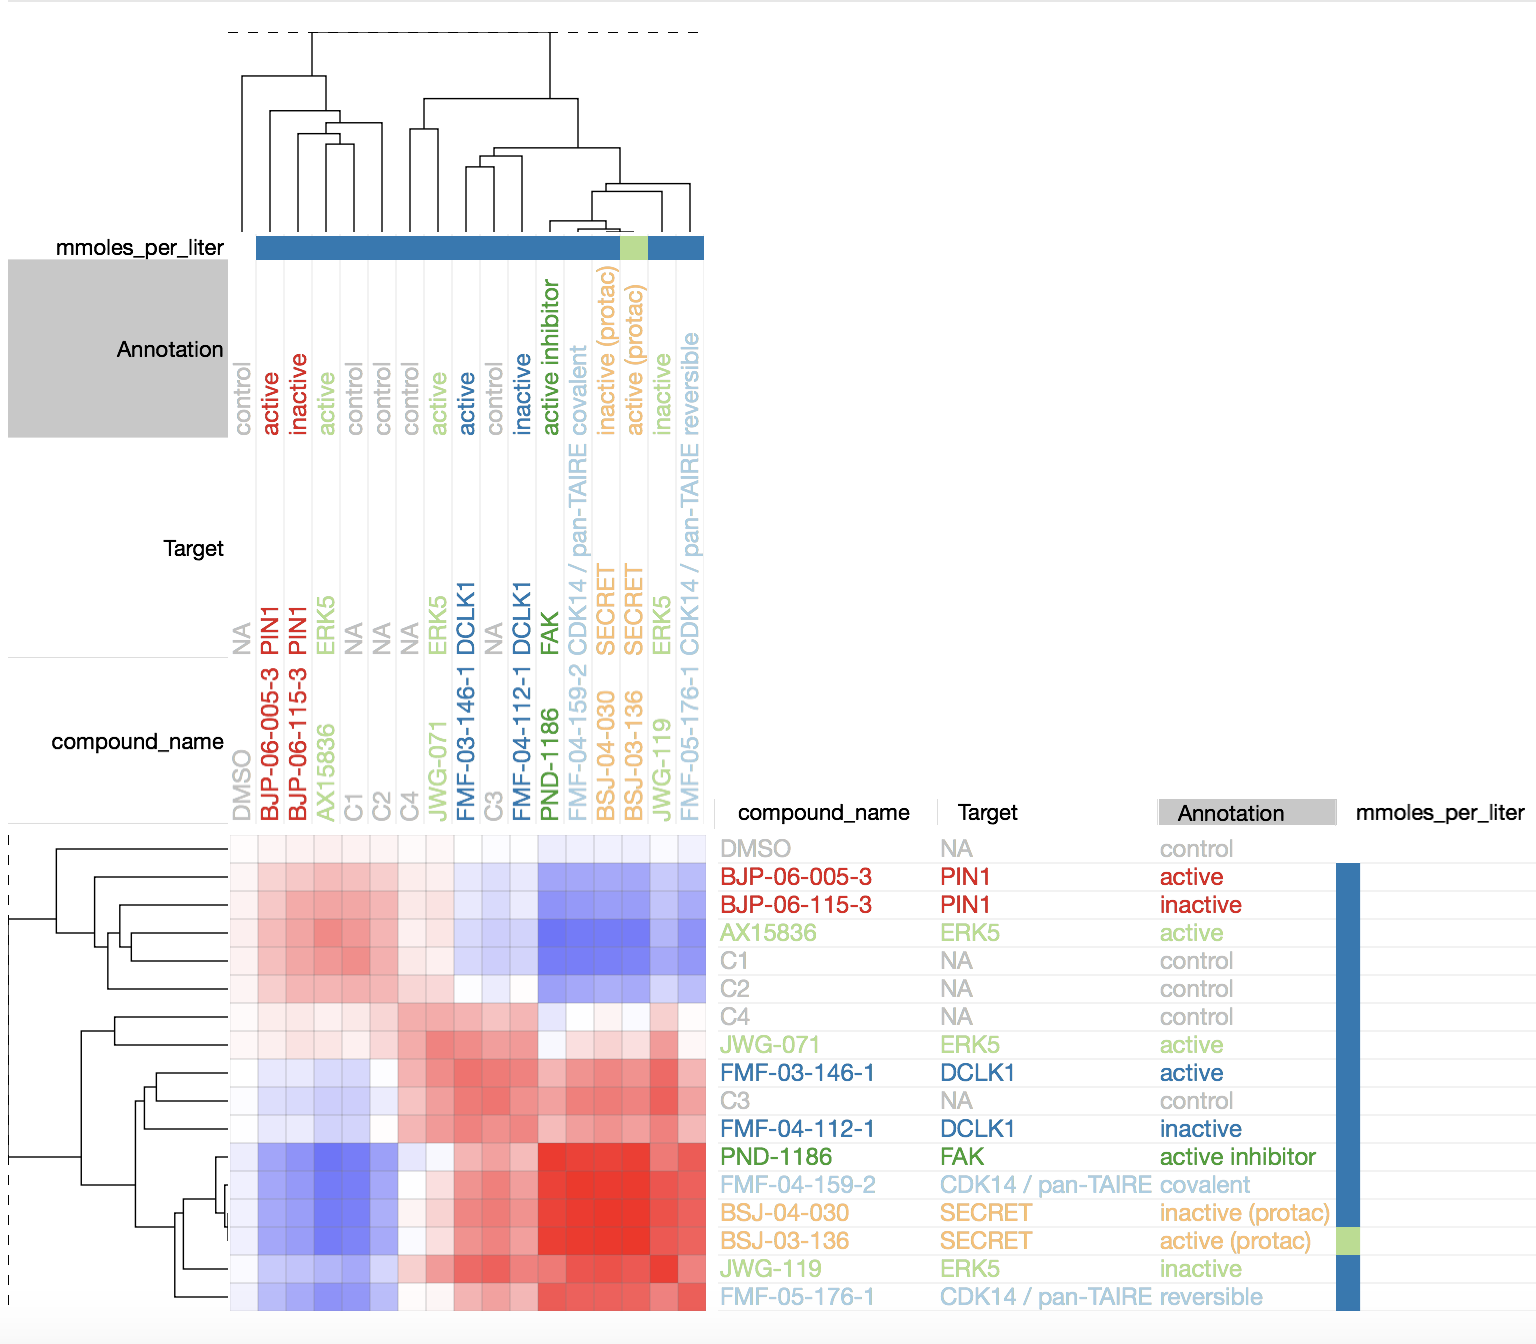 mmoles_per_liter
Annotation
control
active
inactive
active
control
control
control
active
active
control
inactive
active inhibitor
covalent
inactive (protac)
active (protac)
inactive
reversible
Target
NA
PIN1
PIN1
ERK5
NA
NA
NA
ERK5
DCLK1
NA
DCLK1
FAK
CDK14 / pan-TAIRE
SECRET
SECRET
ERK5
CDK14 / pan-TAIRE
compound_name
DMSO
BJP-06-005-3
BJP-06-115-3
AX15836
C1
C2
C4
JWG-071
FMF-03-146-1
C3
FMF-04-112-1
PND-1186
FMF-04-159-2
BSJ-04-030
BSJ-03-136
JWG-119
FMF-05-176-1
compound_name Target Annotation mmoles_per_liter
DMSO NA control
BJP-06-005-3 PIN1 active
BJP-06-115-3 PIN1 inactive
AX15836 ERK5 active
C1 NA control
C2 NA control
C4 NA control
JWG-071 ERK5 active
FMF-03-146-1 DCLK1 active
C3 NA control
FMF-04-112-1 DCLK1 inactive
PND-1186 FAK active inhibitor
FMF-04-159-2 CDK14 / pan-TAIRE covalent
BSJ-04-030 SECRET inactive (protac)
BSJ-03-136 SECRET active (protac)
JWG-119 ERK5 inactive
FMF-05-176-1 CDK14 / pan-TAIRE reversible